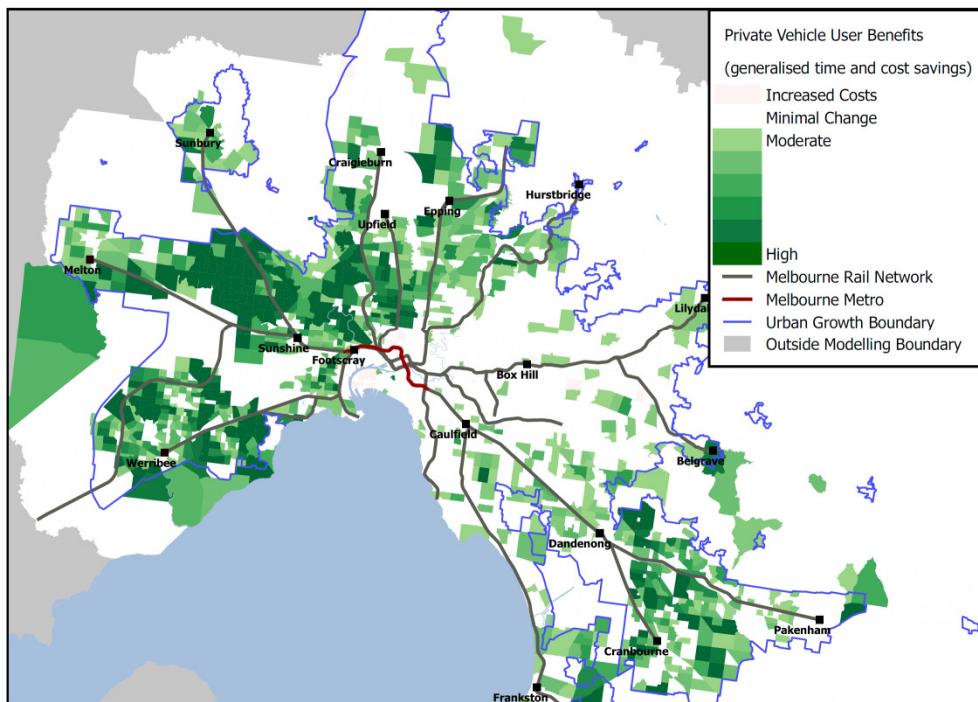 Private Vehicle User Benefits
(generalised time and cost savings)
Increased Costs
Minimal Change
Moderate
High
Melbourne Rail Network
Melbourne Metro
Urban Growth Boundary
Outside Modelling Boundary
Sunbury
Craigieburn
Hurstbridge
Epping
Upfield
Melton
Lilydal
Sunshine
Footscray
Box Hill
Caulfield
Belgrave
Werribee
Dandenong
Pakenham
Cranbourne
Frankston